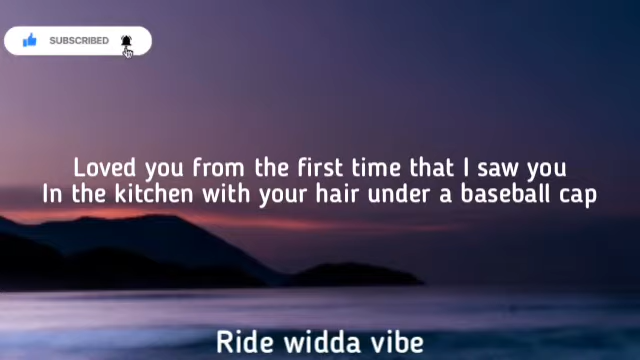 SUBSCRIBED
Loved you from the first time that I saw you
In the kitchen with your hair under a baseball cap
Ride widda vibe